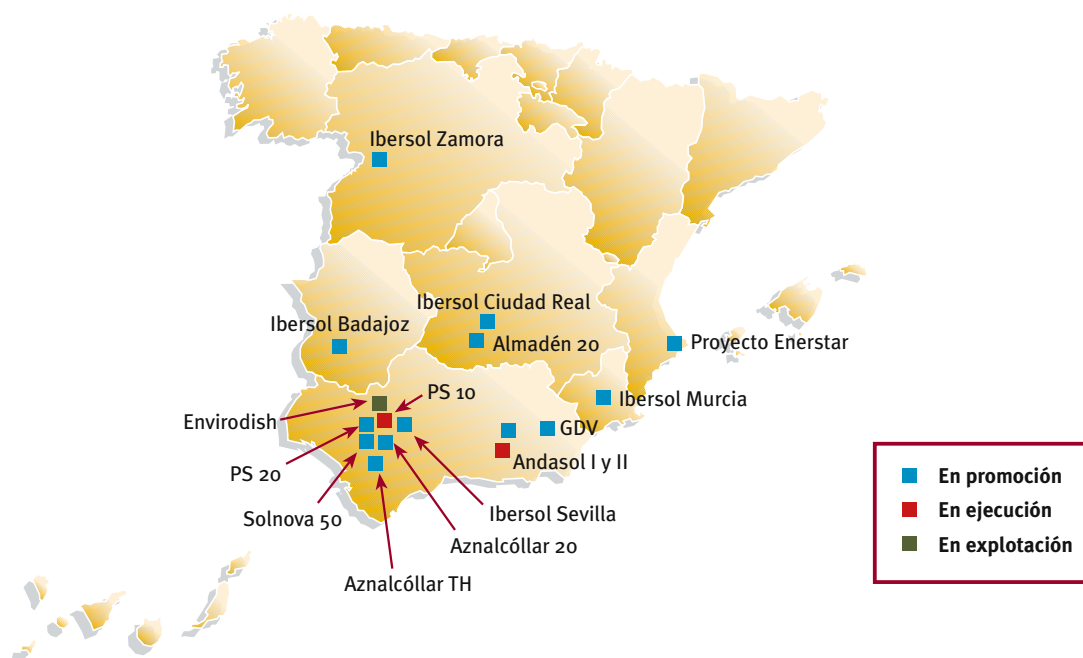 Ibersol Zamora
Ibersol Ciudad Real
Ibersol Badajoz
Almadén 20
Proyecto Enerstar
PS 10
Ibersol Murcia
Envirodish
GDV
Andasol I y II
PS 20
Solnova 50
Ibersol Sevilla
Aznalcóllar 20
Aznalcóllar TH
En promoción
En ejecución
En explotación